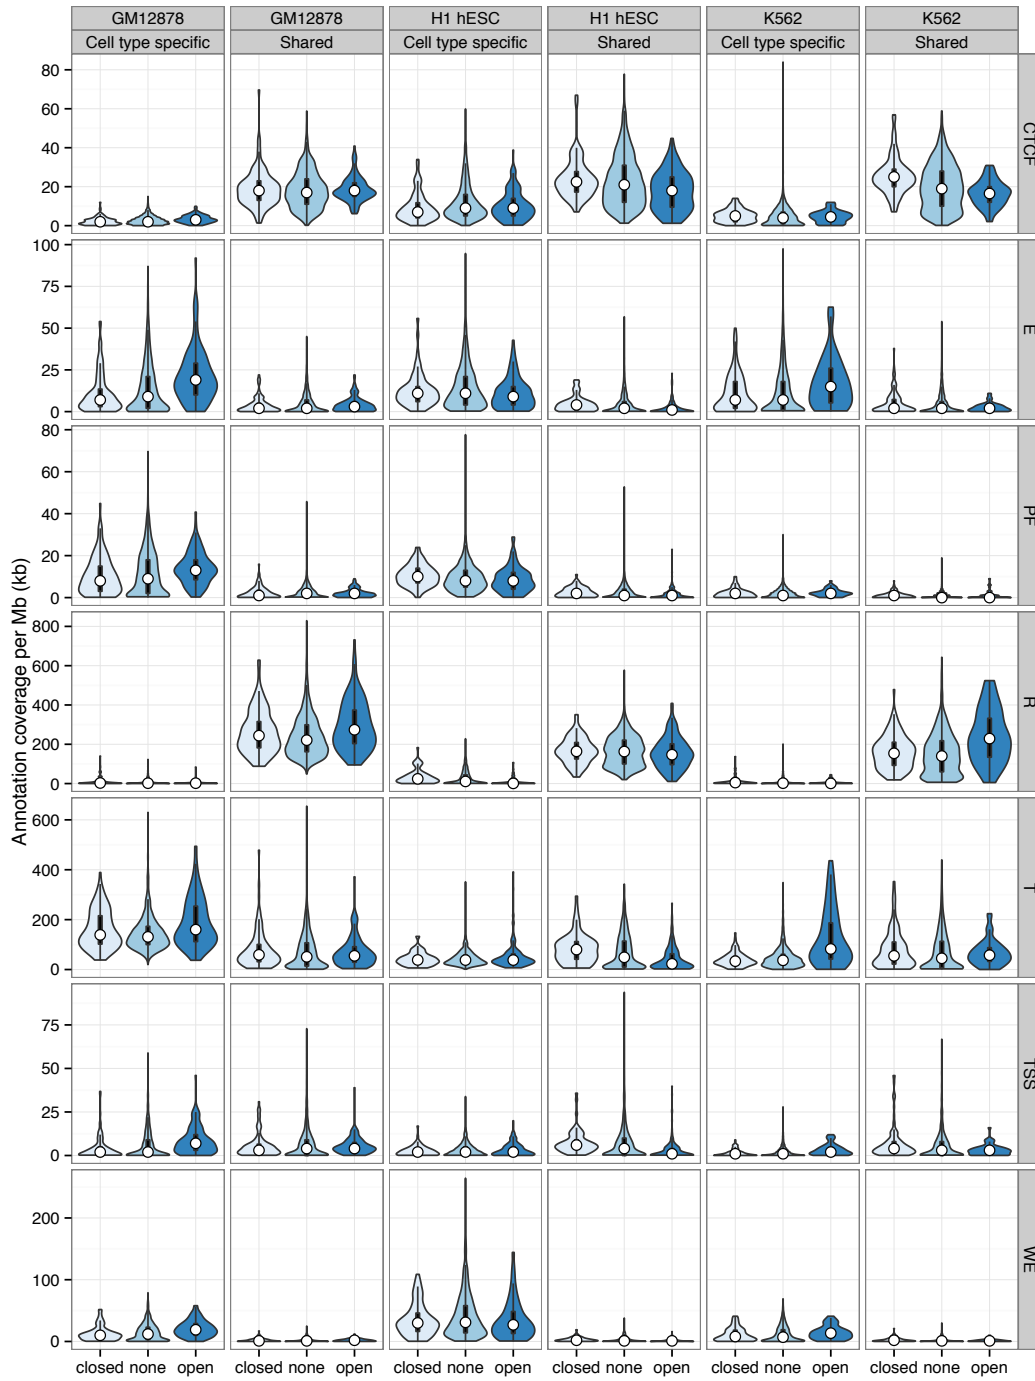 GM12878 GM12878 H1 hESC H1 hESC K562 K562
Cell type specific Shared Cell type specific Shared Cell type specific Shared
Annotation coverage per Mb (kb)
80
60
40
20
0
CTCF
100
75
50
25
0
E
80
60
40
20
0
PF
800
600
400
200
0
R
600
400
200
0
T
75
50
25
0
TSS
200
100
0
WE
closed none open closed none open closed none open closed none open closed none open closed none open